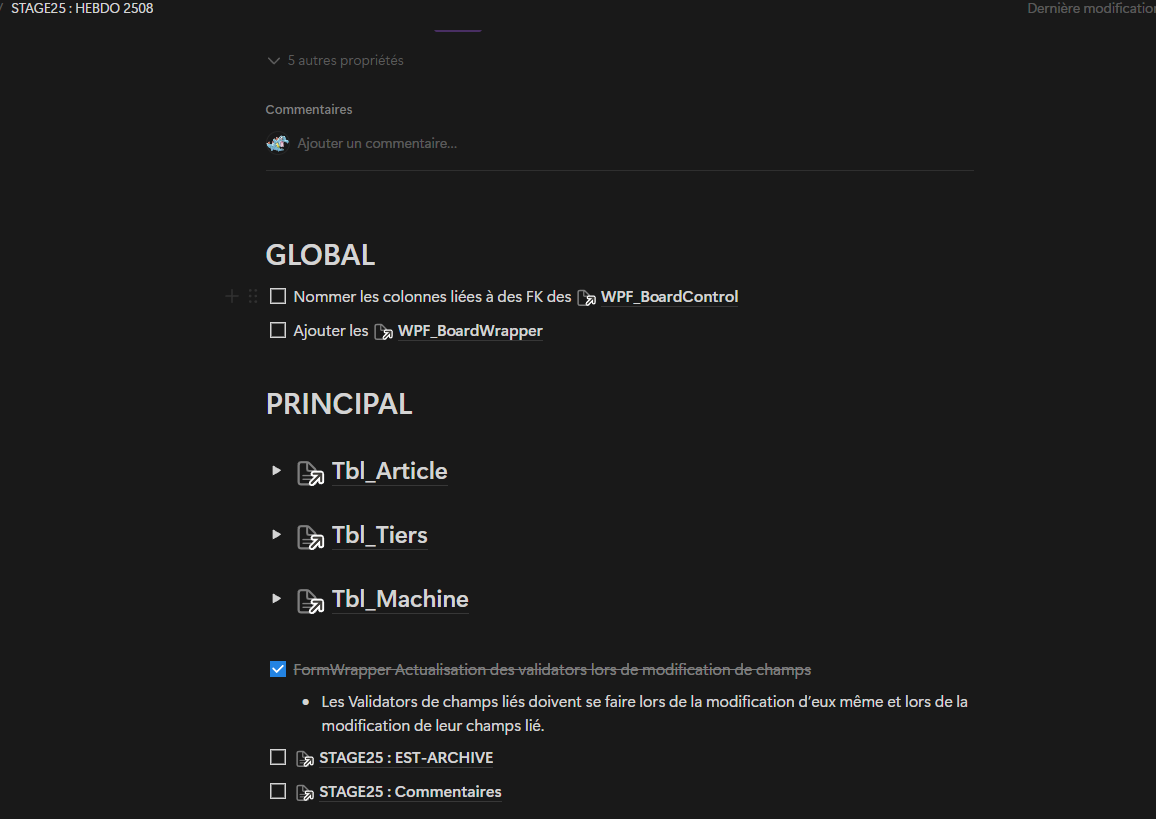 / STAGE25 : HEBDO 2508
Dernière modification
5 autres propriétés
Commentaires
Ajouter un commentaire...
GLOBAL
Nommer les colonnes liées à des FK des WPF_BoardControl
Ajouter les WPF_BoardWrapper
PRINCIPAL
Tbl_Article
Tbl_Tiers
Tbl_Machine
FormWrapper Actualisation des validators lors de modification de champs
Les Validators de champs liés doivent se faire lors de la modification d'eux même et lors de la
modification de leur champs lié.
STAGE25 : EST-ARCHIVE
STAGE25 : Commentaires